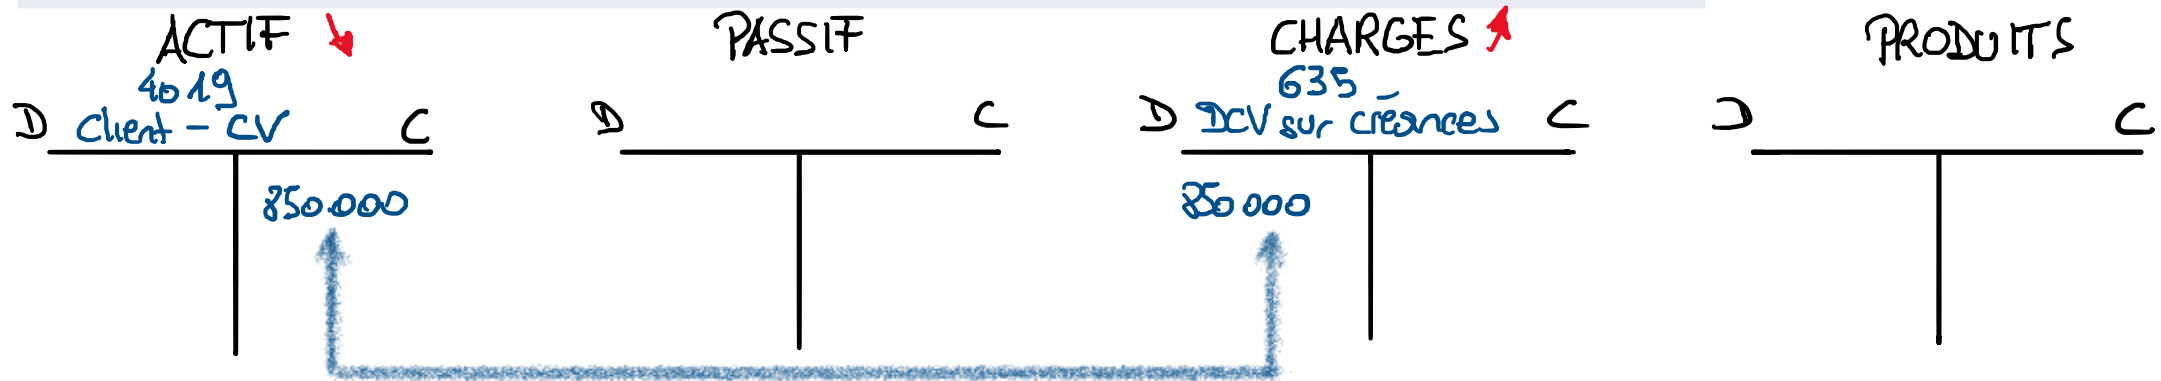 ACTIF PASSIF CHARGES PRODUITS
4019 635
D Client - CV C D C D DCV sur créances C D C
850.000 850 000